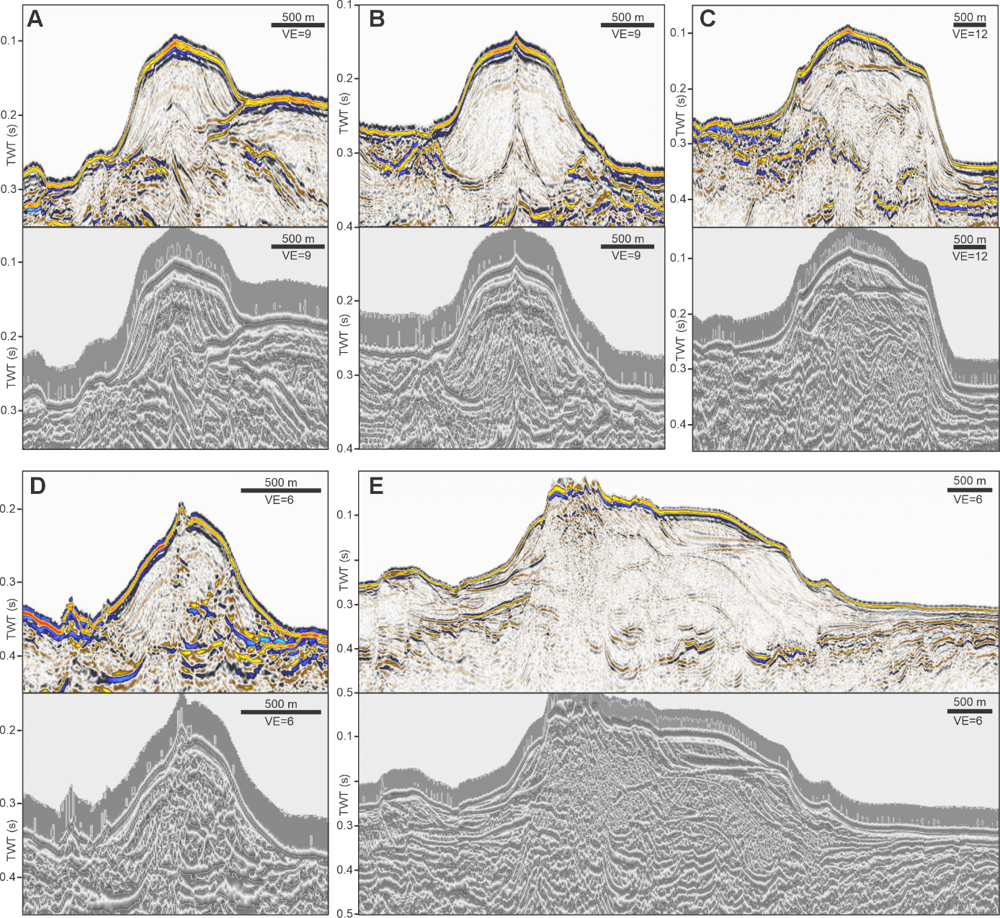 A
500 m
VE=9
0.1
0.2
0.3
TWT (s)
500 m
VE=9
0.1
0.2
0.3
TWT (s)
B
500 m
VE=9
0.1
0.2
0.3
0.4
TWT (s)
500 m
VE=9
0.2
0.3
0.4
TWT (s)
C
500 m
VE=12
0.1
0.2
0.3
0.4
TWT (s)
500 m
VE=12
0.1
0.2
0.3
0.4
TWT (s)
D
500 m
VE=6
0.2
0.3
0.4
TWT (s)
500 m
VE=6
0.2
0.3
0.4
TWT (s)
E
500 m
VE=6
0.1
0.3
0.4
0.5
TWT (s)
500 m
VE=6
0.1
0.3
0.4
0.5
TWT (s)